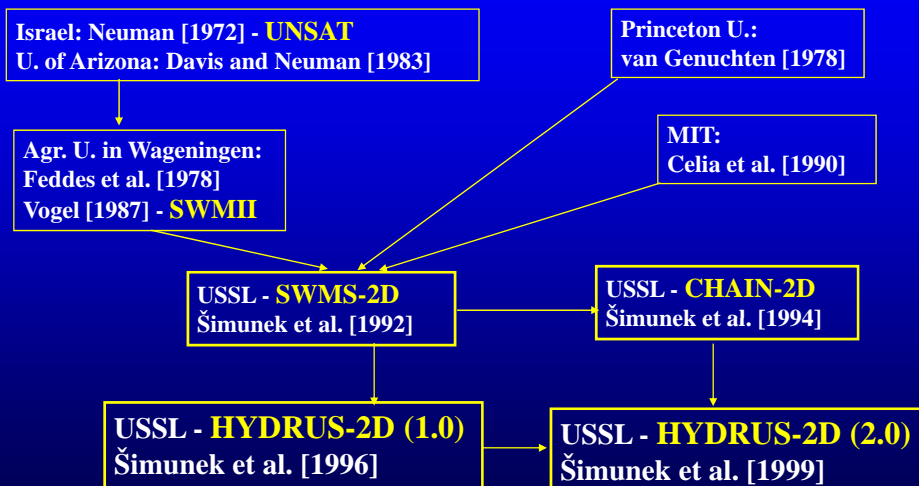 Israel: Neuman [1972] - UNSAT
U. of Arizona: Davis and Neuman [1983]
Princeton U.:
van Genuchten [1978]
Agr. U. in Wageningen:
Feddes et al. [1978]
Vogel [1987] - SWMII
MIT:
Celia et al. [1990]
USSL - SWMS-2D
Šimunek et al. [1992]
USSL - CHAIN-2D
Šimunek et al. [1994]
USSL - HYDRUS-2D (1.0)
Šimunek et al. [1996]
USSL - HYDRUS-2D (2.0)
Šimunek et al. [1999]